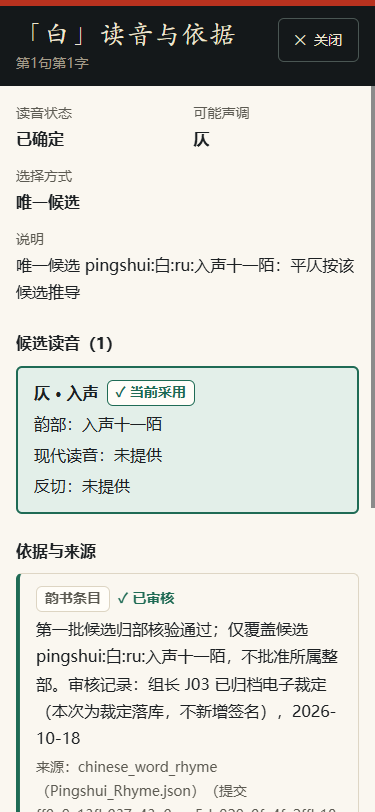 「白」读音与依据
第1句第1字
× 关闭
读音状态
已确定
可能声调
仄
选择方式
唯一候选
说明
唯一候选 pingshui:白:ru:入声十一陌：平仄按该
候选推导
候选读音（1）
仄 • 入声 ✓ 当前采用
韵部：入声十一陌
现代读音：未提供
反切：未提供
依据与来源
韵书条目 ✓ 已审核
第一批候选归部核验通过；仅覆盖候选
pingshui:白:ru:入声十一陌，不批准所属整
部。审核记录：组长 J03 已归档电子裁定
（本次为裁定落库，不新增签名），2026-
10-18
来源：chinese_word_rhyme
（Pingshui_Rhyme.json）（提交